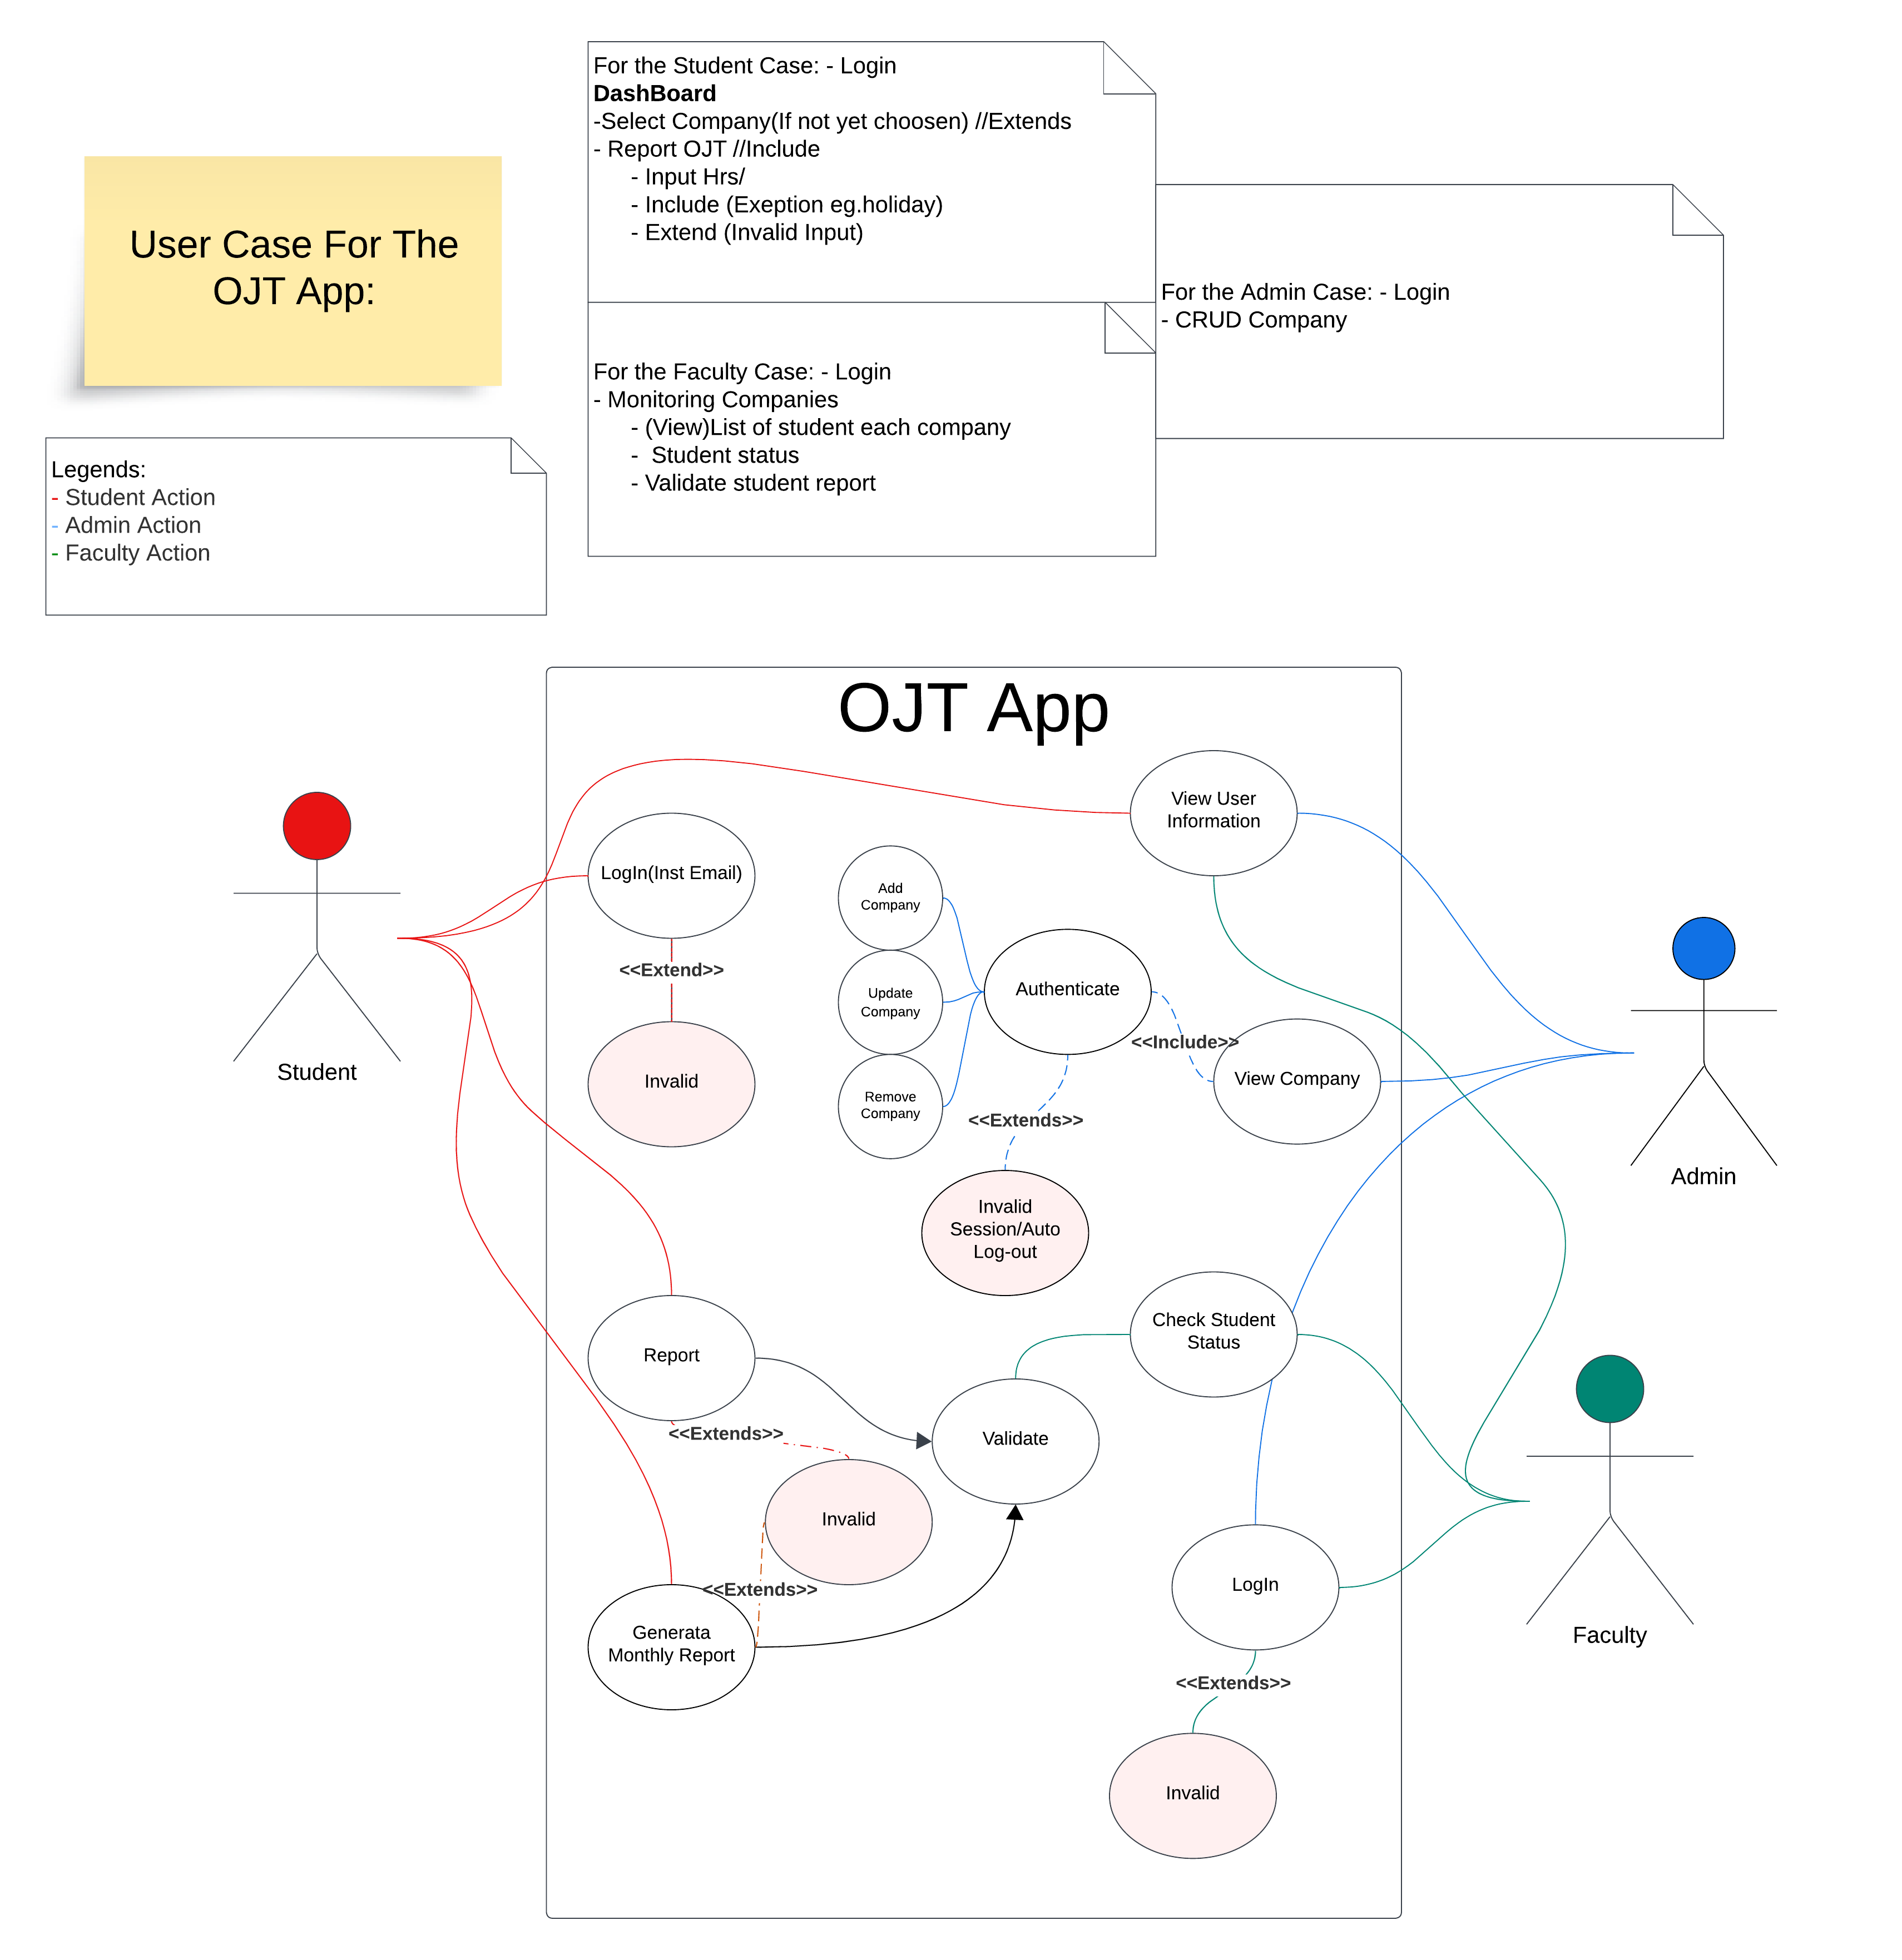 User Case For The
OJT App:
For the Student Case: - Login
DashBoard
-Select Company(If not yet choosen) //Extends
- Report OJT //Include
- Input Hrs/
- Include (Exeption eg.holiday)
- Extend (Invalid Input)
For the Admin Case: - Login
- CRUD Company
For the Faculty Case: - Login
- Monitoring Companies
- (View)List of student each company
- Student status
- Validate student report
Legends:
- Student Action
- Admin Action
- Faculty Action
OJT App
View User
Information
LogIn(Inst Email)
Add
Company
<<Extend>>
Authenticate
Update
Company
<<Include>>
Student
Invalid
View Company
Remove
Company
<<Extends>>
Admin
Invalid
Session/Auto
Log-out
Check Student
Status
Report
<<Extends>>
Validate
Invalid
<<Extends>>
LogIn
Generata
Monthly Report
Faculty
<<Extends>>
Invalid